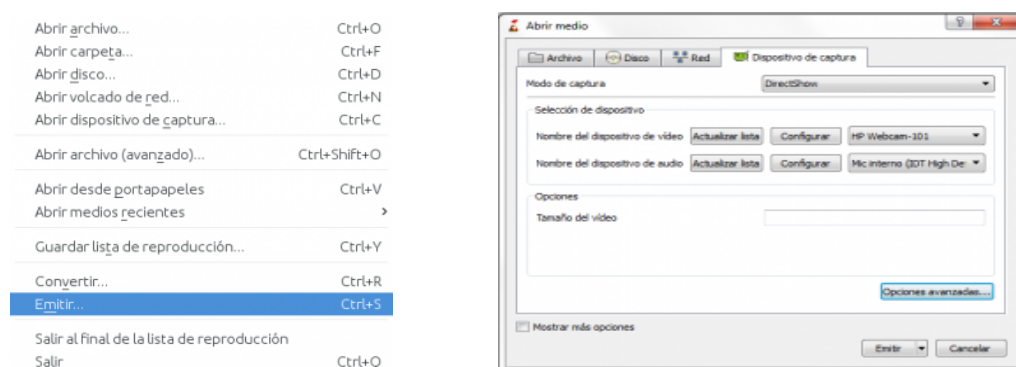 Abrir archivo... Ctrl+O
Abrir carpeta... Ctrl+F
Abrir disco... Ctrl+D
Abrir volcado de red... Ctrl+N
Abrir dispositivo de captura... Ctrl+C
Abrir archivo (avanzado)... Ctrl+Shift+O
Abrir desde portapapeles Ctrl+V
Abrir medios recientes >
Guardar lista de reproducción... Ctrl+Y
Convertir... Ctrl+R
Emitir... Ctrl+S
Salir al final de la lista de reproducción
Salir Ctrl+Q
Abrir medio
Archivo Disco Red Dispositivo de captura
Modo de captura DirectShow
Selección de dispositivo
Nombre del dispositivo de vídeo Actualizar lista Configurar HP Webcam-101
Nombre del dispositivo de audio Actualizar lista Configurar Mic interno (IDT High De
Opciones
Tamaño del vídeo
Opciones avanzadas...
Mostrar más opciones
Emitir Cancelar